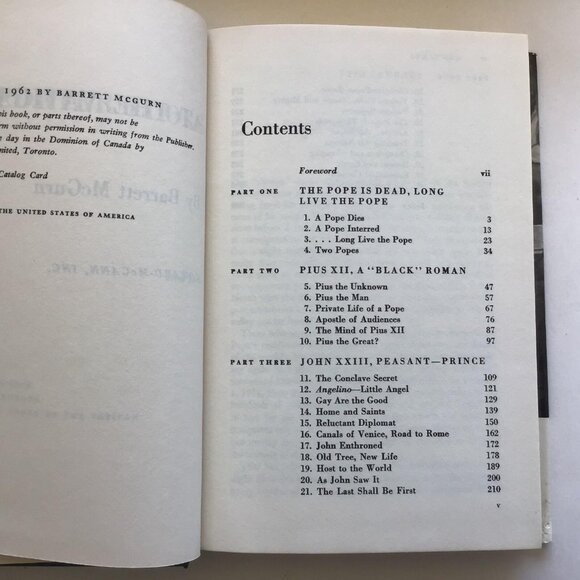 1962 BY BARRETT MCGURN
his book, or parts thereof, may not be
rm without permission in writing from the Publisher.
day in the Dominion of Canada by
nited, Toronto.
Catalog Card
THE UNITED STATES OF AMERICA
Contents
Foreword vii
PART ONE THE POPE IS DEAD, LONG
LIVE THE POPE
1. A Pope Dies 3
2. A Pope Interred 13
3. . . . Long Live the Pope 23
4. Two Popes 34
PART TWO PIUS XII, A "BLACK" ROMAN
5. Pius the Unknown 47
6. Pius the Man 57
7. Private Life of a Pope 67
8. Apostle of Audiences 76
9. The Mind of Pius XII 87
10. Pius the Great? 97
PART THREE JOHN XXIII, PEASANT—PRINCE
11. The Conclave Secret 109
12. Angelino—Little Angel 121
13. Gay Are the Good 129
14. Home and Saints 139
15. Reluctant Diplomat 150
16. Canals of Venice, Road to Rome 162
17. John Enthroned 172
18. Old Tree, New Life 178
19. Host to the World 189
20. As John Saw It 200
21. The Last Shall Be First 210
v